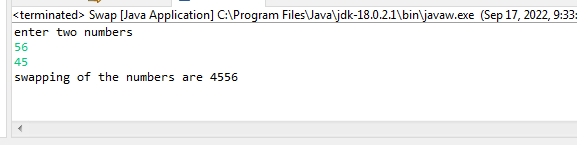 <terminated> Swap [Java Application] C:\Program Files\Java\jdk-18.0.2.1\bin\javaw.exe (Sep 17, 2022, 9:33:
enter two numbers
56
45
swapping of the numbers are 4556